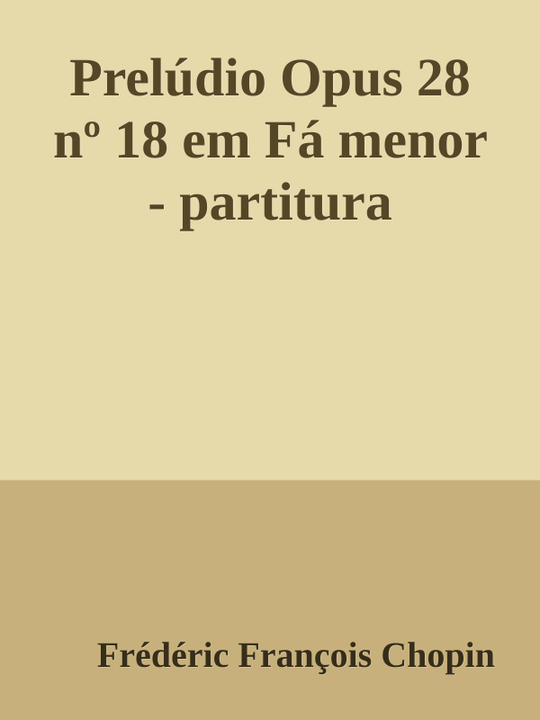 Prelúdio Opus 28
nº 18 em Fá menor
- partitura
Frédéric François Chopin